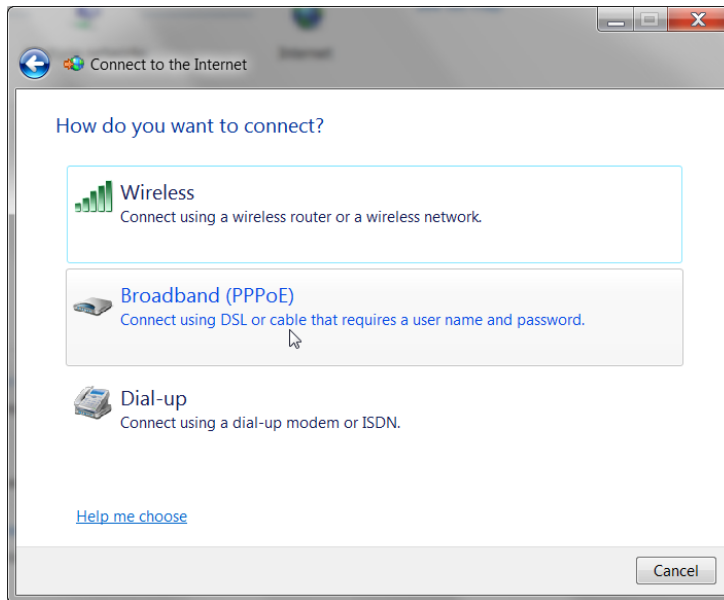 Internet
Connect to the Internet
How do you want to connect?
Wireless
Connect using a wireless router or a wireless network.
Broadband (PPPoE)
Connect using DSL or cable that requires a user name and password.
Dial-up
Connect using a dial-up modem or ISDN.
Help me choose
Cancel